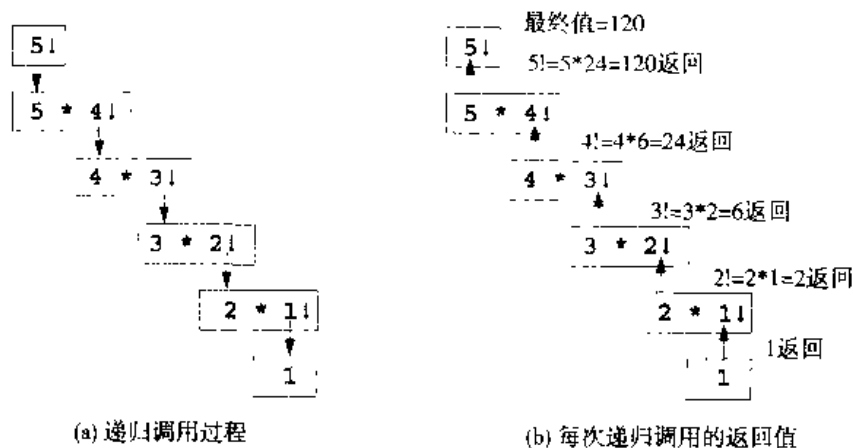 5!
5 * 4!
4 * 3!
3 * 2!
2 * 1!
1
(a) 递归调用过程
最终值=120
5!
5!=5*24=120返回
5 * 4!
4!=4*6=24返回
4 * 3!
3!=3*2=6返回
3 * 2!
2!=2*1=2返回
2 * 1!
1返回
1
(b) 每次递归调用的返回值